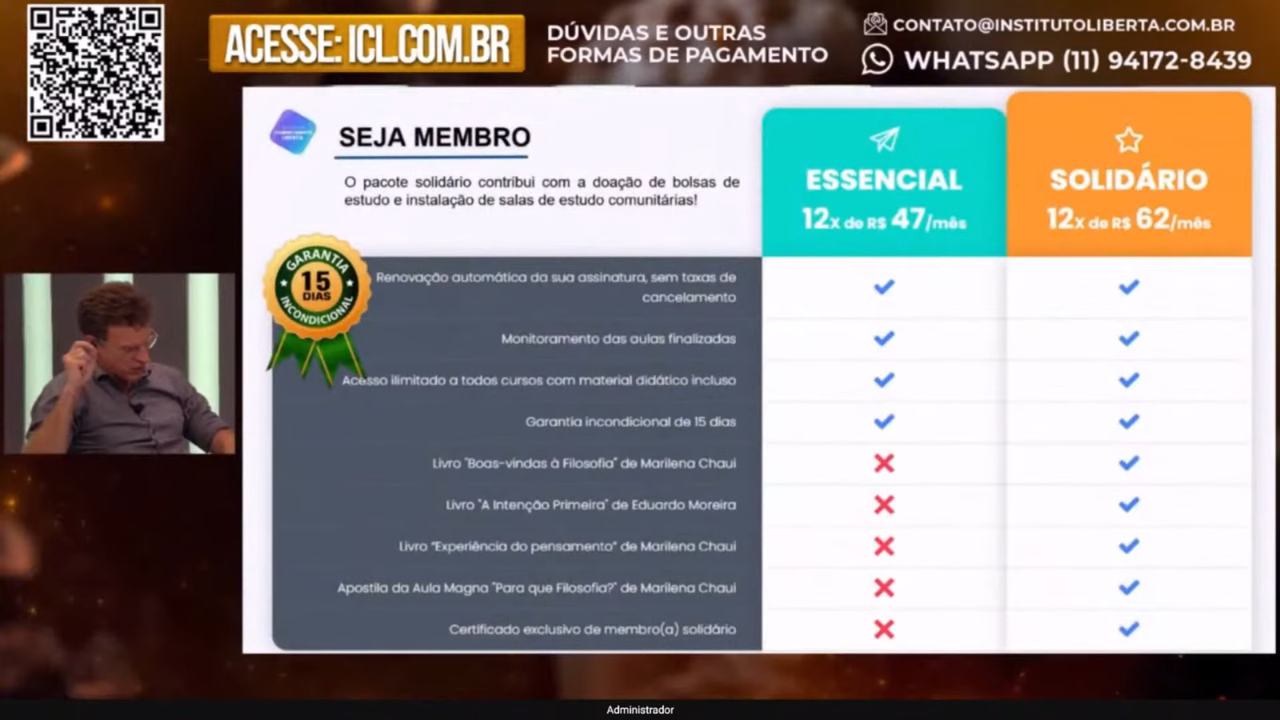 ACESSE: ICL.COM.BR
DÚVIDAS E OUTRAS
FORMAS DE PAGAMENTO
CONTATO@INSTITUTOLIBERTA.COM.BR
WHATSAPP (11) 94172-8439
SEJA MEMBRO
O pacote solidário contribui com a doação de bolsas de
estudo e instalação de salas de estudo comunitárias!
ESSENCIAL
12x de R$ 47/mês
SOLIDÁRIO
12x de R$ 62/mês
GARANTIA
15
DIAS
INCONDICIONAL
Renovação automática da sua assinatura, sem taxas de
cancelamento
Monitoramento das aulas finalizadas
Acesso ilimitado a todos cursos com material didático incluso
Garantia incondicional de 15 dias
Livro "Boas-vindas à Filosofia" de Marilena Chaui
Livro "A Intenção Primeira" de Eduardo Moreira
Livro "Experiência do pensamento" de Marilena Chaui
Apostila da Aula Magna "Para que Filosofia?" de Marilena Chaui
Certificado exclusivo de membro(a) solidário
Administrador